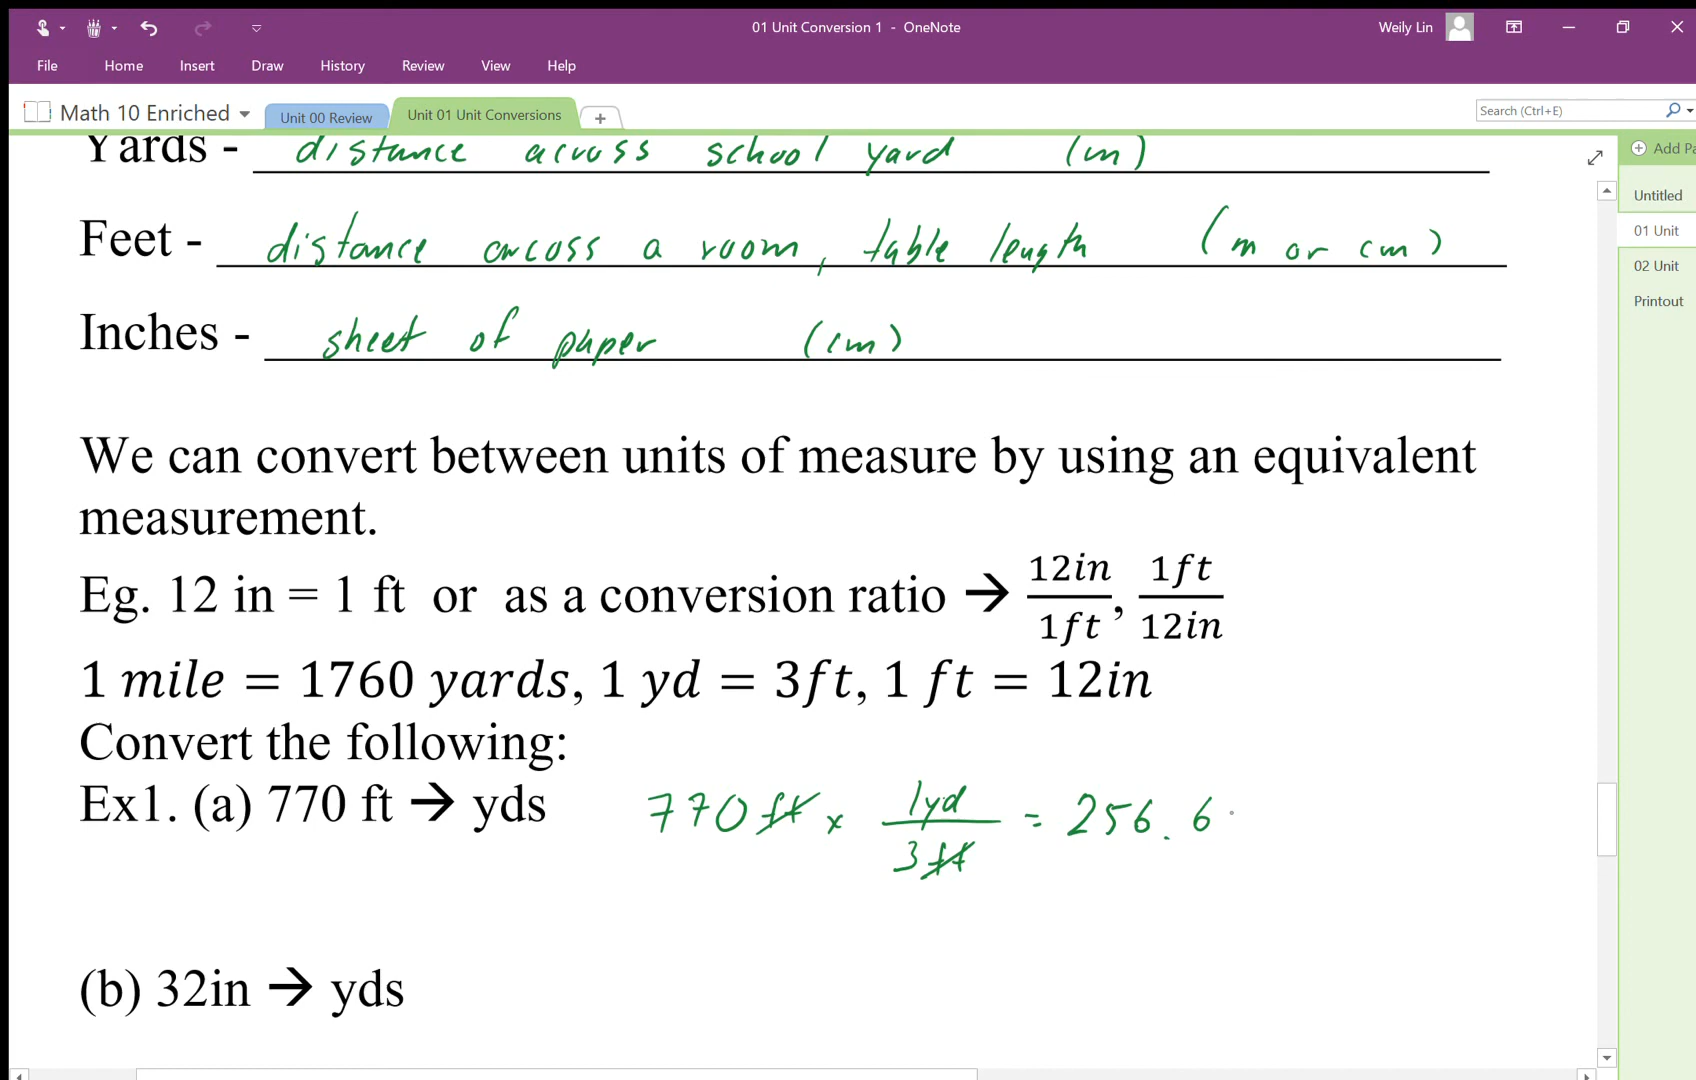 01 Unit Conversion 1 - OneNote
Weily Lin
File Home Insert Draw History Review View Help
Math 10 Enriched Unit 00 Review Unit 01 Unit Conversions +
Search (Ctrl+E)
Add Pa
Untitled
01 Unit
02 Unit
Printout
Yards - distance across school yard (m)
Feet - distance across a room, table length (m or cm)
Inches - sheet of paper (cm)
We can convert between units of measure by using an equivalent
measurement.
Eg. 12 in = 1 ft or as a conversion ratio → 12in/1ft, 1ft/12in
1 mile = 1760 yards, 1 yd = 3ft, 1 ft = 12in
Convert the following:
Ex1. (a) 770 ft → yds 770ft x 1yd/3ft = 256.6
(b) 32in → yds